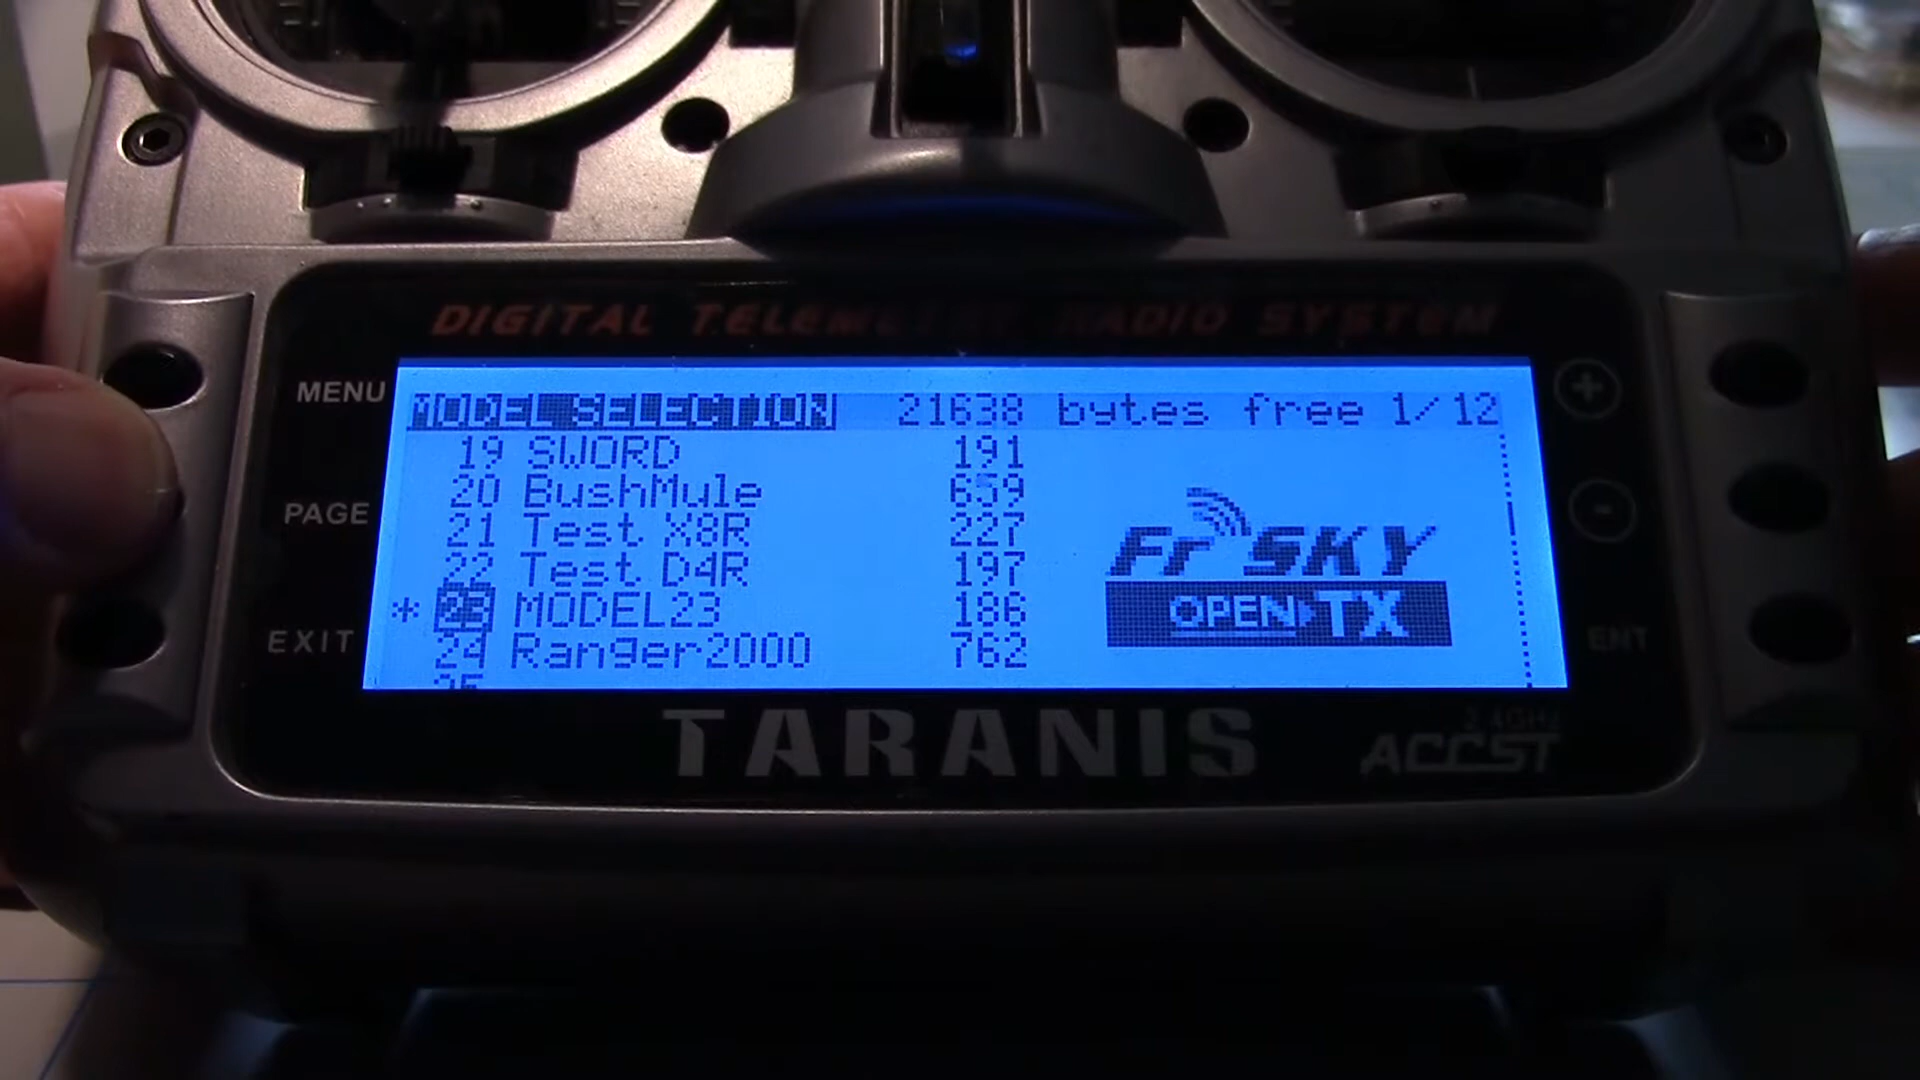 DIGITAL TELEMETRY RADIO SYSTEM
MENU
PAGE
EXIT
MODEL SELECTION 21638 bytes free 1/12
19 SWORD 191
20 BushMule 659
21 Test X8R 227
22 Test D4R 197
* 23 MODEL23 186
24 Ranger2000 762
FrSKY
OPEN TX
+
-
ENT
TARANIS
2.4GHz
ACCST